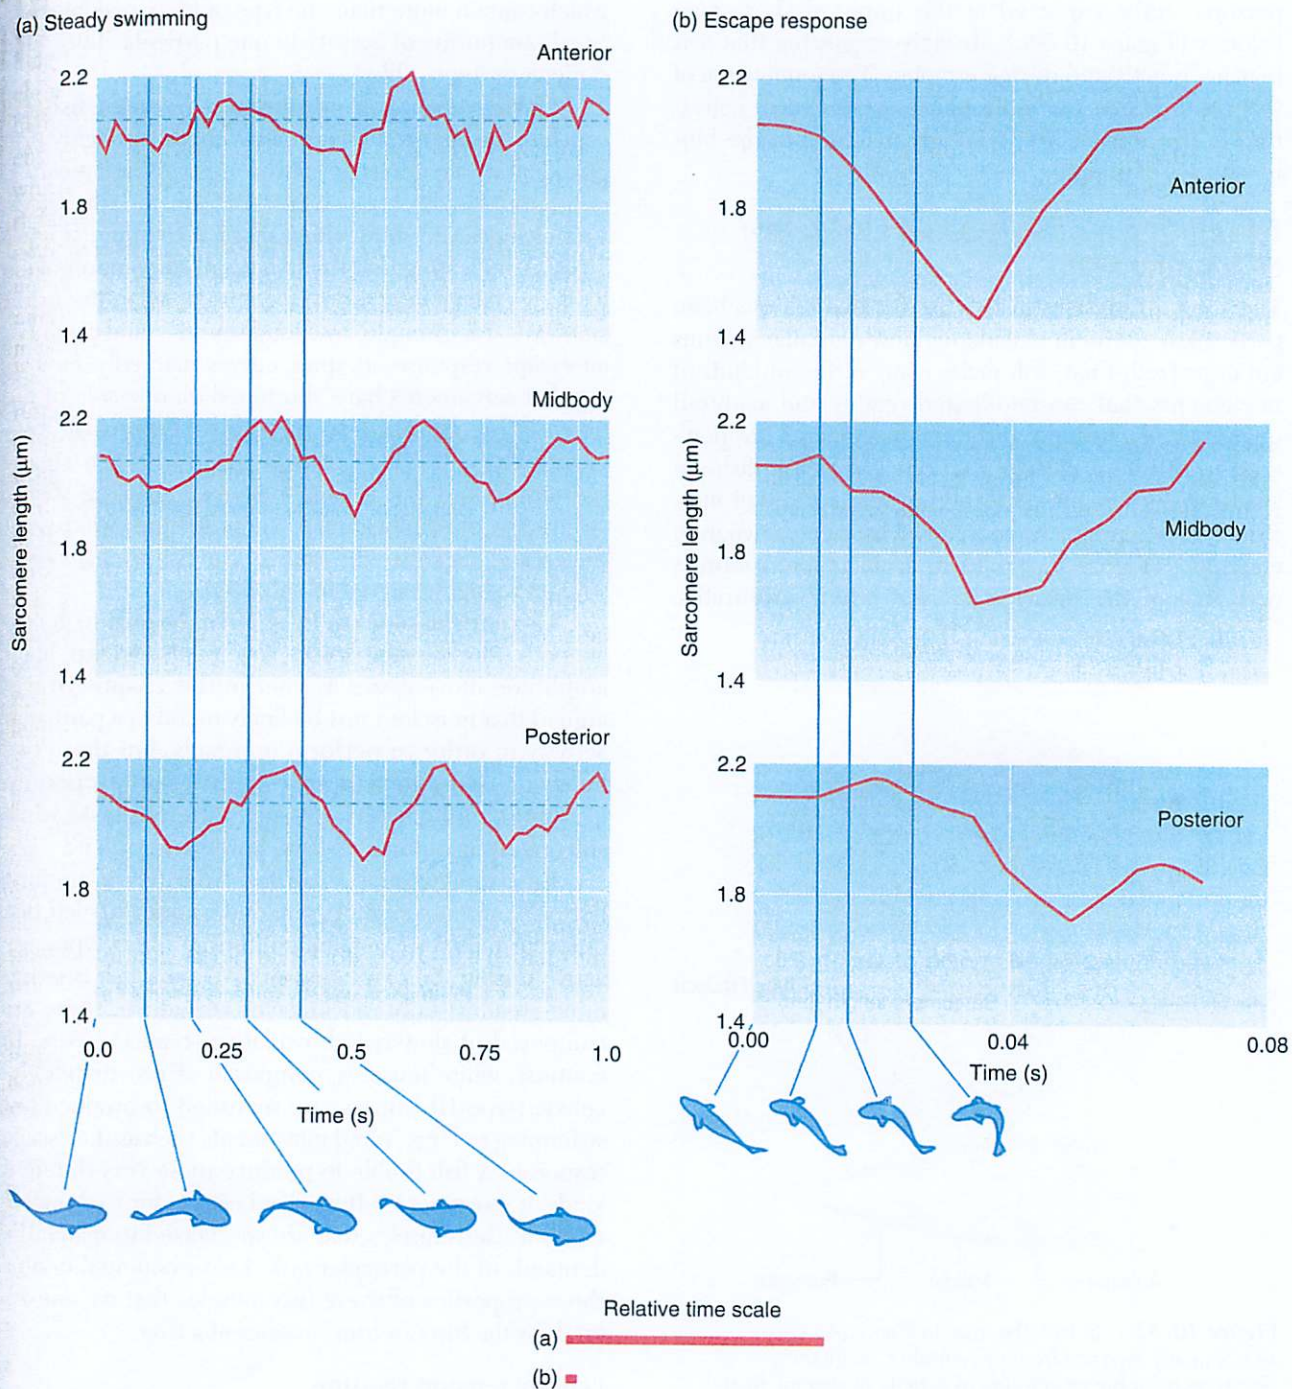 (a) Steady swimming
Anterior
2.2
1.8
1.4
Midbody
2.2
1.8
1.4
Posterior
2.2
1.8
1.4
Sarcomere length (μm)
0.0 0.25 0.5 0.75 1.0
Time (s)
(b) Escape response
2.2
Anterior
1.8
1.4
2.2
Midbody
1.8
1.4
2.2
Posterior
1.8
1.4
Sarcomere length (μm)
0.00 0.04 0.08
Time (s)
Relative time scale
(a)
(b)